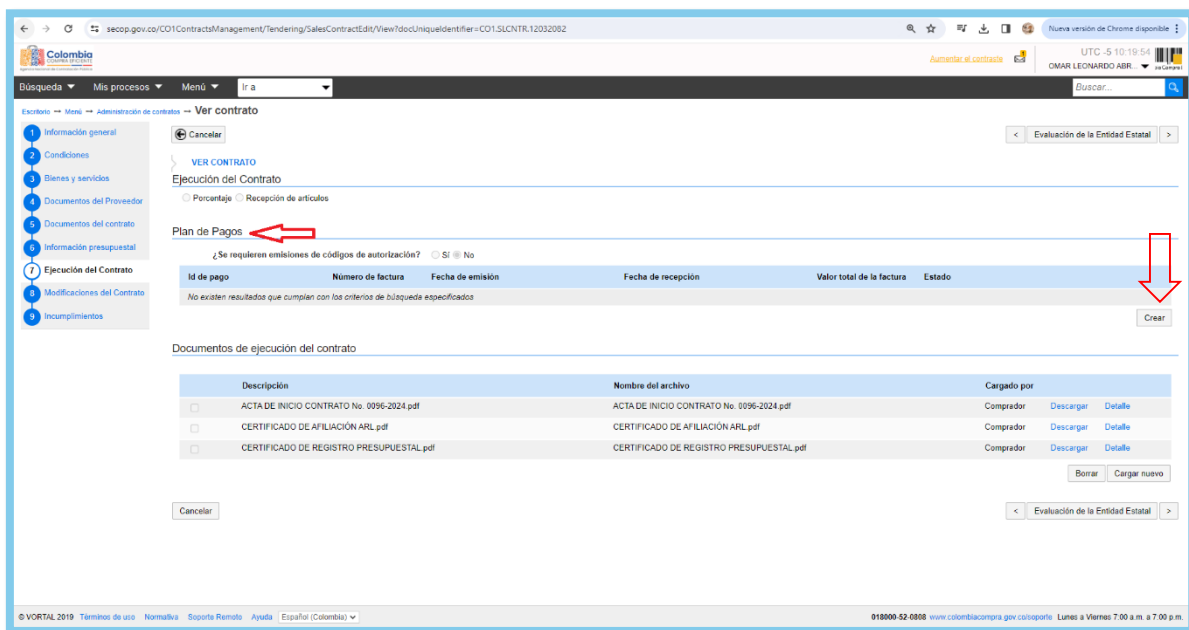 secop.gov.co/CO1ContractsManagement/Tendering/SalesContractEdit/View?docUniqueIdentifier=CO1.SLCNTR.12032082
Nueva versión de Chrome disponible
Colombia
COMPRA EFICIENTE
Aumentar el contraste
UTC -5 10:19:54
OMAR LEONARDO ABR...
Búsqueda Mis procesos Menú Ir a Buscar...
Escritorio → Menú → Administración de contratos → Ver contrato
1 Información general
2 Condiciones
3 Bienes y servicios
4 Documentos del Proveedor
5 Documentos del contrato
6 Información presupuestal
7 Ejecución del Contrato
8 Modificaciones del Contrato
9 Incumplimientos
Cancelar < Evaluación de la Entidad Estatal >
VER CONTRATO
Ejecución del Contrato
Porcentaje Recepción de artículos
Plan de Pagos
¿Se requieren emisiones de códigos de autorización? Sí No
Id de pago Número de factura Fecha de emisión Fecha de recepción Valor total de la factura Estado
No existen resultados que cumplan con los criterios de búsqueda especificados
Crear
Documentos de ejecución del contrato
Descripción Nombre del archivo Cargado por
ACTA DE INICIO CONTRATO No. 0096-2024.pdf ACTA DE INICIO CONTRATO No. 0096-2024.pdf Comprador Descargar Detalle
CERTIFICADO DE AFILIACIÓN ARL.pdf CERTIFICADO DE AFILIACIÓN ARL.pdf Comprador Descargar Detalle
CERTIFICADO DE REGISTRO PRESUPUESTAL.pdf CERTIFICADO DE REGISTRO PRESUPUESTAL.pdf Comprador Descargar Detalle
Borrar Cargar nuevo
Cancelar < Evaluación de la Entidad Estatal >
© VORTAL 2019 Términos de uso Normativa Soporte Remoto Ayuda Español (Colombia) 018000-52-0808 www.colombiacompra.gov.co/soporte Lunes a Viernes 7:00 a.m. a 7:00 p.m.